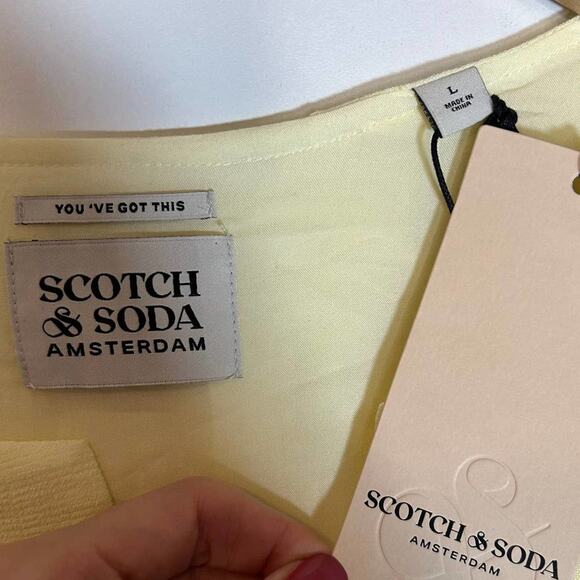 L
MADE IN
CHINA
YOU 'VE GOT THIS
SCOTCH
& SODA
AMSTERDAM
SCOTCH & SODA
AMSTERDAM